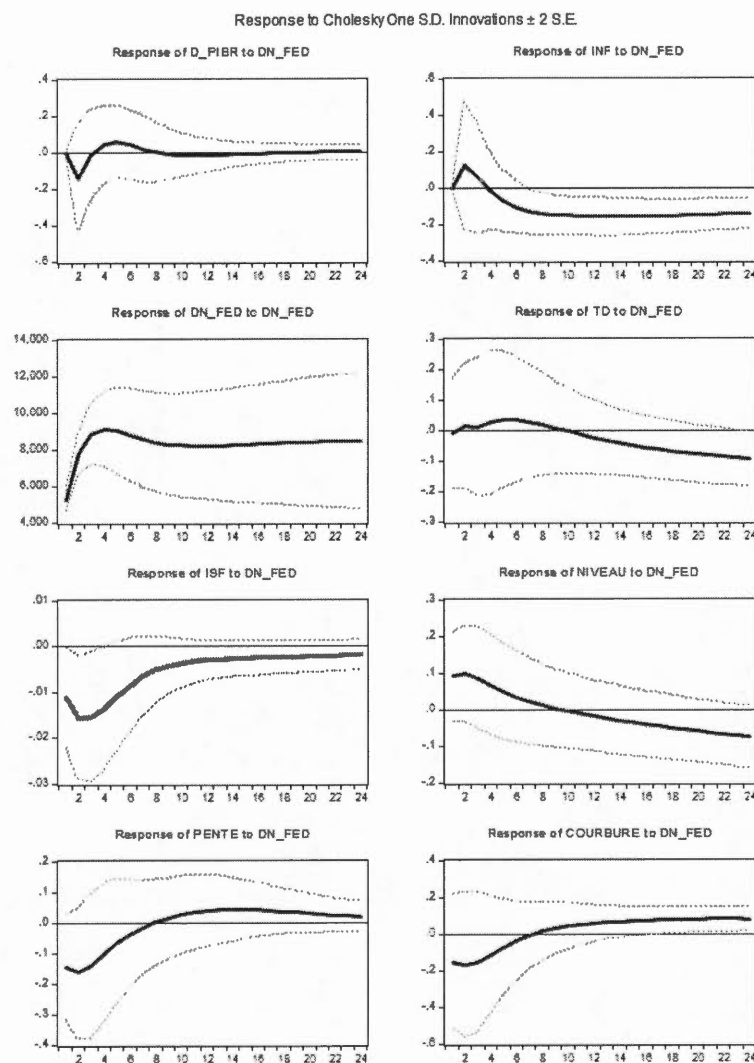 Response to Cholesky One S.D. Innovations ± 2 S.E.
Response of D_PIBR to DN_FED
.4
.2
.0
-.2
-.4
-.6
2 4 6 8 10 12 14 16 18 20 22 24
Response of INF to DN_FED
.6
.4
.2
.0
-.2
-.4
2 4 6 8 10 12 14 16 18 20 22 24
Response of DN_FED to DN_FED
14,000
12,000
10,000
8,000
6,000
4,000
2 4 6 8 10 12 14 16 18 20 22 24
Response of TD to DN_FED
.3
.2
.1
.0
-.1
-.2
-.3
2 4 6 8 10 12 14 16 18 20 22 24
Response of ISF to DN_FED
.01
.00
-.01
-.02
-.03
2 4 6 8 10 12 14 16 18 20 22 24
Response of NIVEAU to DN_FED
.3
.2
.1
.0
-.1
-.2
2 4 6 8 10 12 14 16 18 20 22 24
Response of PENTE to DN_FED
.2
.1
.0
-.1
-.2
-.3
-.4
2 4 6 8 10 12 14 16 18 20 22 24
Response of COURBURE to DN_FED
.4
.2
.0
-.2
-.4
-.6
2 4 6 8 10 12 14 16 18 20 22 24